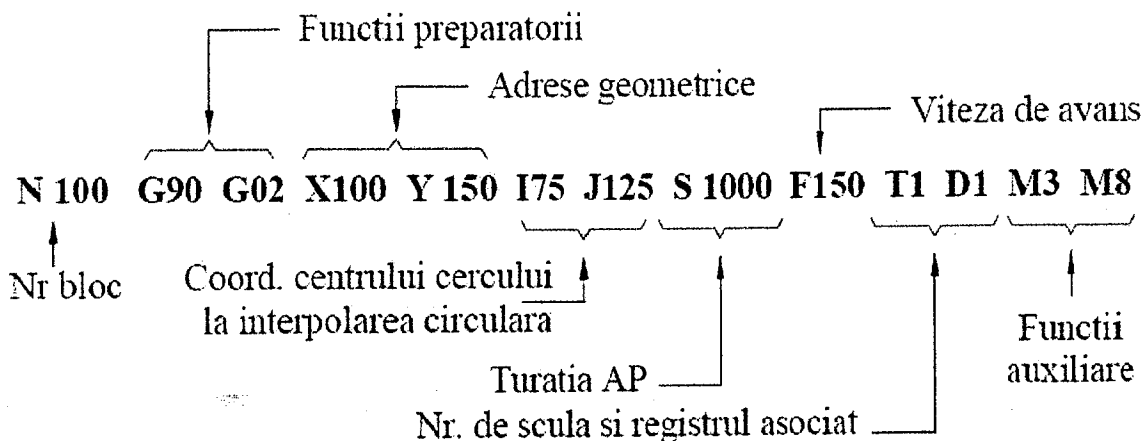 Functii preparatorii
Adrese geometrice
Viteza de avans
N 100 G90 G02 X100 Y 150 I75 J125 S 1000 F150 T1 D1 M3 M8
Nr bloc
Coord. centrului cercului
la interpolarea circulara
Functii
auxiliare
Turatia AP
Nr. de scula si registrul asociat